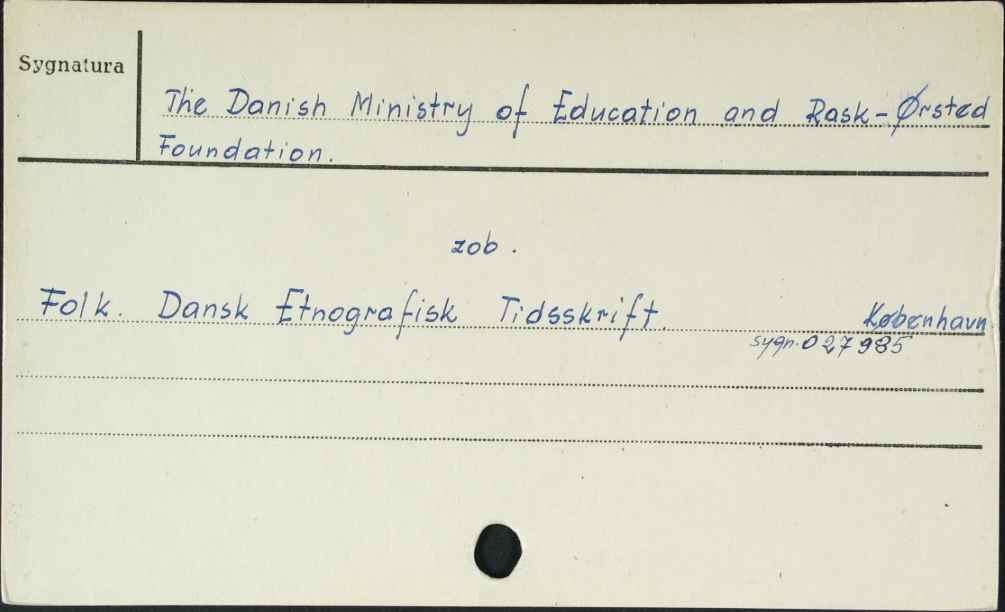 Sygnatura
The Danish Ministry of Education and Rask-Ørsted
Foundation.
zob.
Folk. Dansk Etnografisk Tidsskrift. København
sygn. 027985